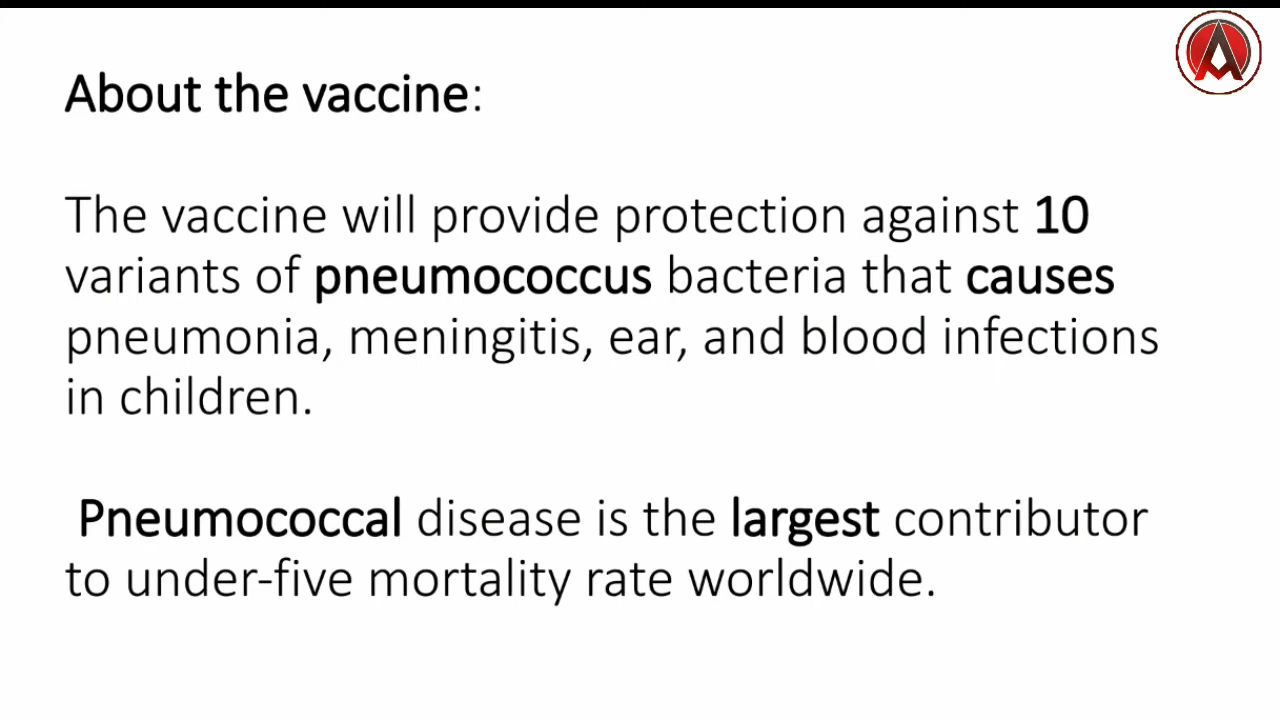 About the vaccine:
The vaccine will provide protection against 10
variants of pneumococcus bacteria that causes
pneumonia, meningitis, ear, and blood infections
in children.
Pneumococcal disease is the largest contributor
to under-five mortality rate worldwide.